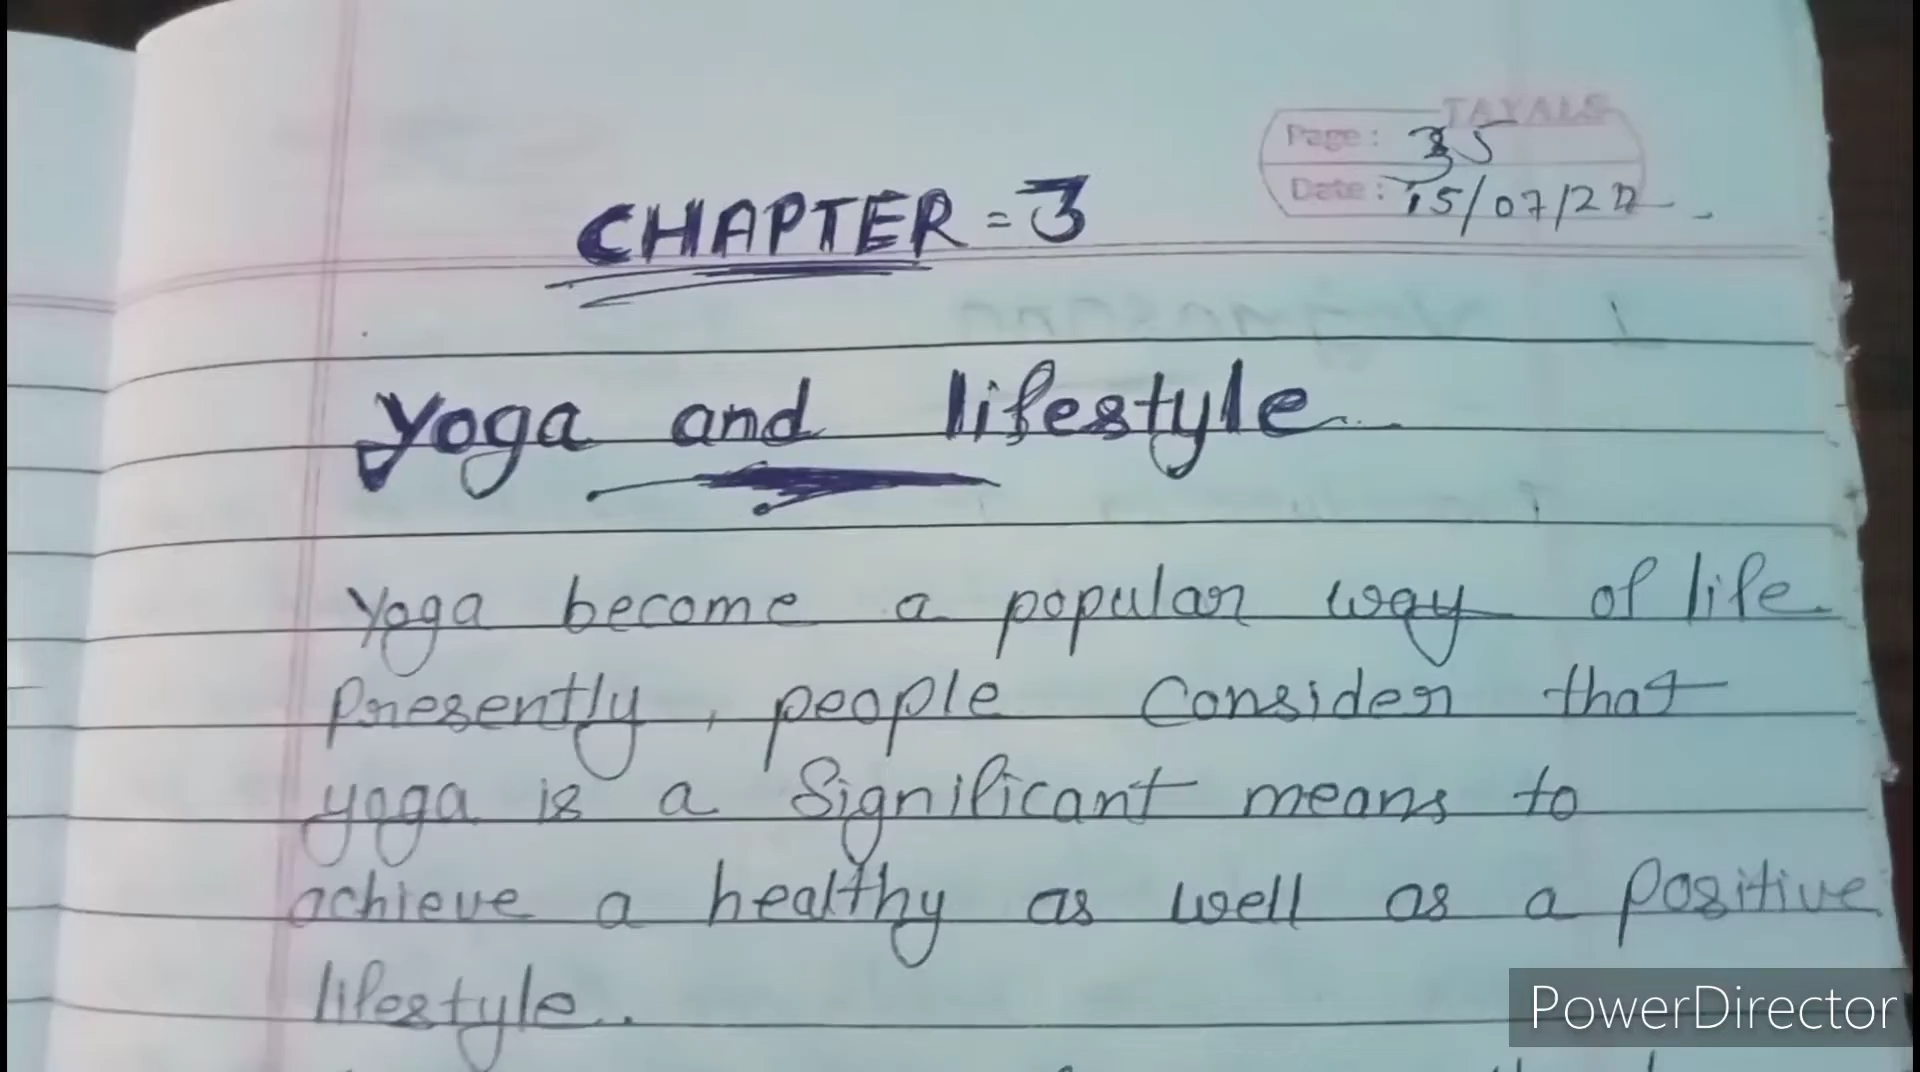 TAYALS
Page: 35
Date: 15/07/22
CHAPTER = 3
Yoga and lifestyle
Yoga become a popular way of life
Presently, people Consider that
yoga is a Significant means to
achieve a healthy as well as a positive
lifestyle.
PowerDirector